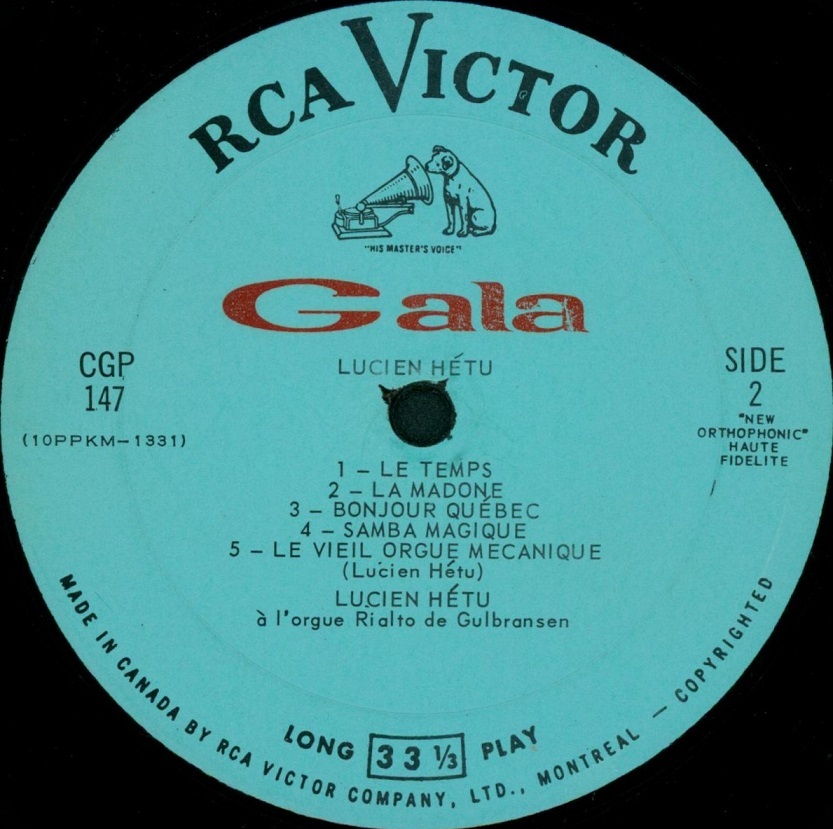 RCA VICTOR
"HIS MASTER'S VOICE"
Gala
LUCIEN HÉTU
CGP
147
(10PPKM-1331)
SIDE
2
"NEW
ORTHOPHONIC"
HAUTE
FIDELITE
1 – LE TEMPS
2 – LA MADONE
3 – BONJOUR QUÉBEC
4 – SAMBA MAGIQUE
5 – LE VIEIL ORGUE MECANIQUE
(Lucien Hétu)
LUCIEN HÉTU
à l'orgue Rialto de Gulbransen
LONG 33 ⅓ PLAY
MADE IN CANADA BY RCA VICTOR COMPANY, LTD., MONTREAL — COPYRIGHTED